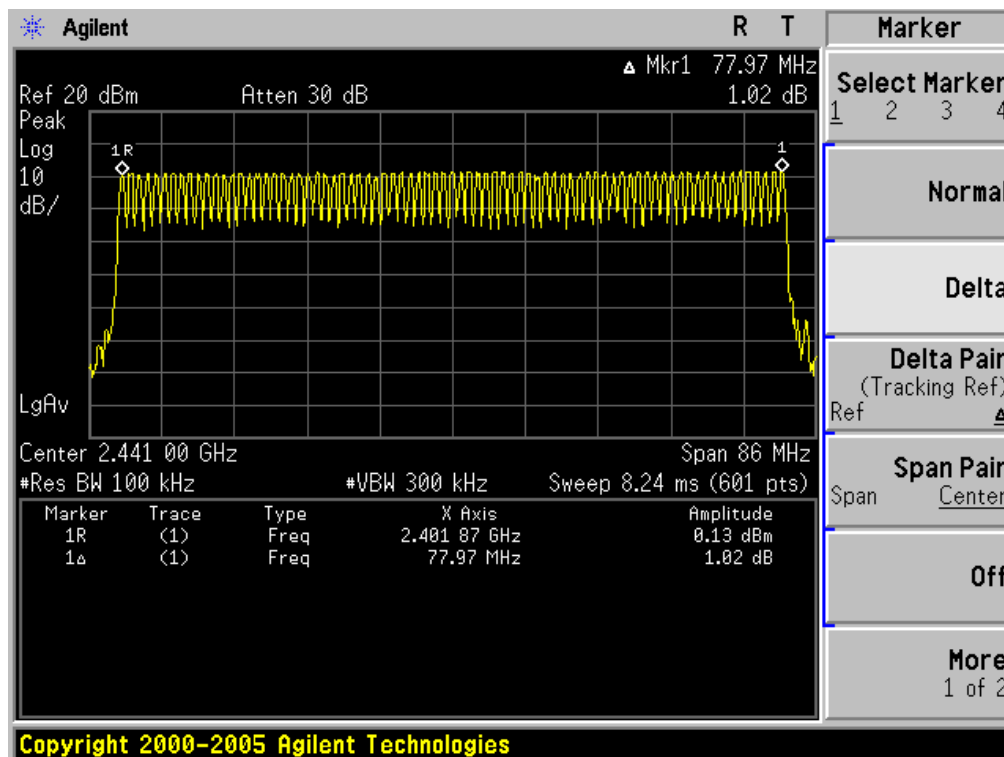 Agilent R T
Marker
▵ Mkr1 77.97 MHz
Ref 20 dBm Atten 30 dB 1.02 dB
Peak
Log
10
dB/
1R
1
LgAv
Center 2.441 00 GHz Span 86 MHz
#Res BW 100 kHz #VBW 300 kHz Sweep 8.24 ms (601 pts)
Marker Trace Type X Axis Amplitude
1R (1) Freq 2.401 87 GHz 0.13 dBm
1▵ (1) Freq 77.97 MHz 1.02 dB
Select Marker
1 2 3 4
Normal
Delta
Delta Pair
(Tracking Ref)
Ref ▵
Span Pair
Span Center
Off
More
1 of 2
Copyright 2000-2005 Agilent Technologies